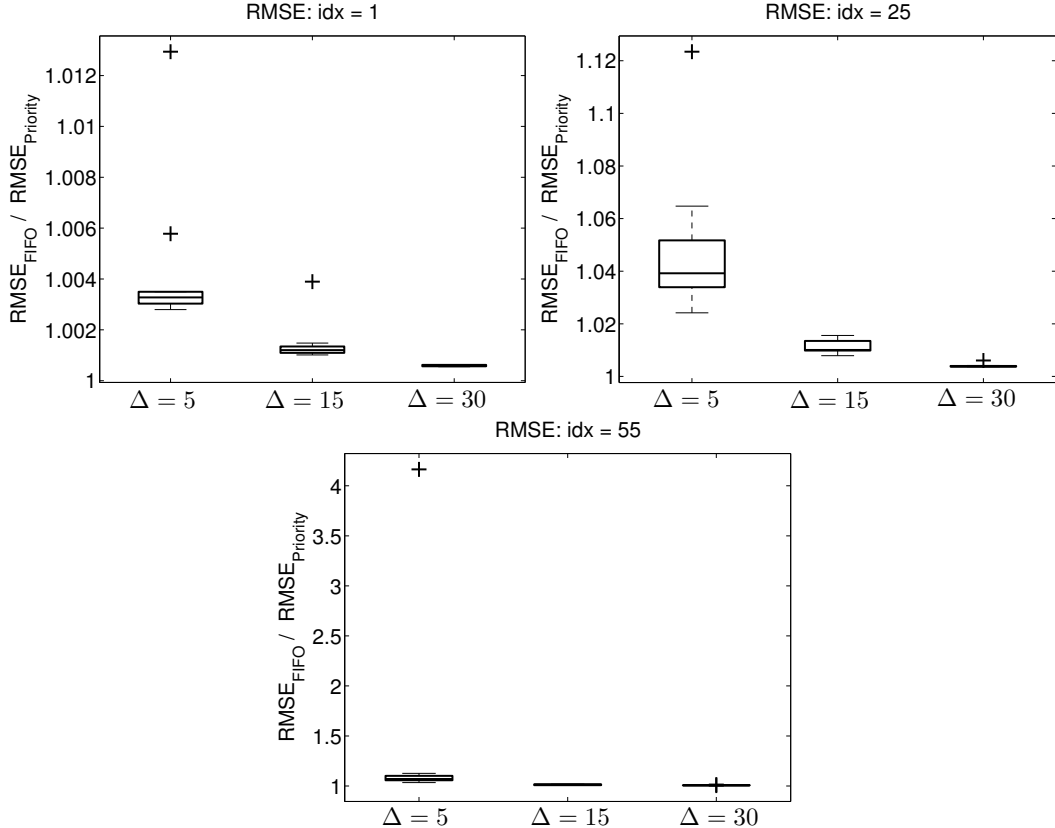 RMSE: idx = 1
RMSE_FIFO / RMSE_Priority
1.012
1.01
1.008
1.006
1.004
1.002
1
Δ = 5
Δ = 15
Δ = 30
RMSE: idx = 25
RMSE_FIFO / RMSE_Priority
1.12
1.1
1.08
1.06
1.04
1.02
1
Δ = 5
Δ = 15
Δ = 30
RMSE: idx = 55
RMSE_FIFO / RMSE_Priority
4
3.5
3
2.5
2
1.5
1
Δ = 5
Δ = 15
Δ = 30